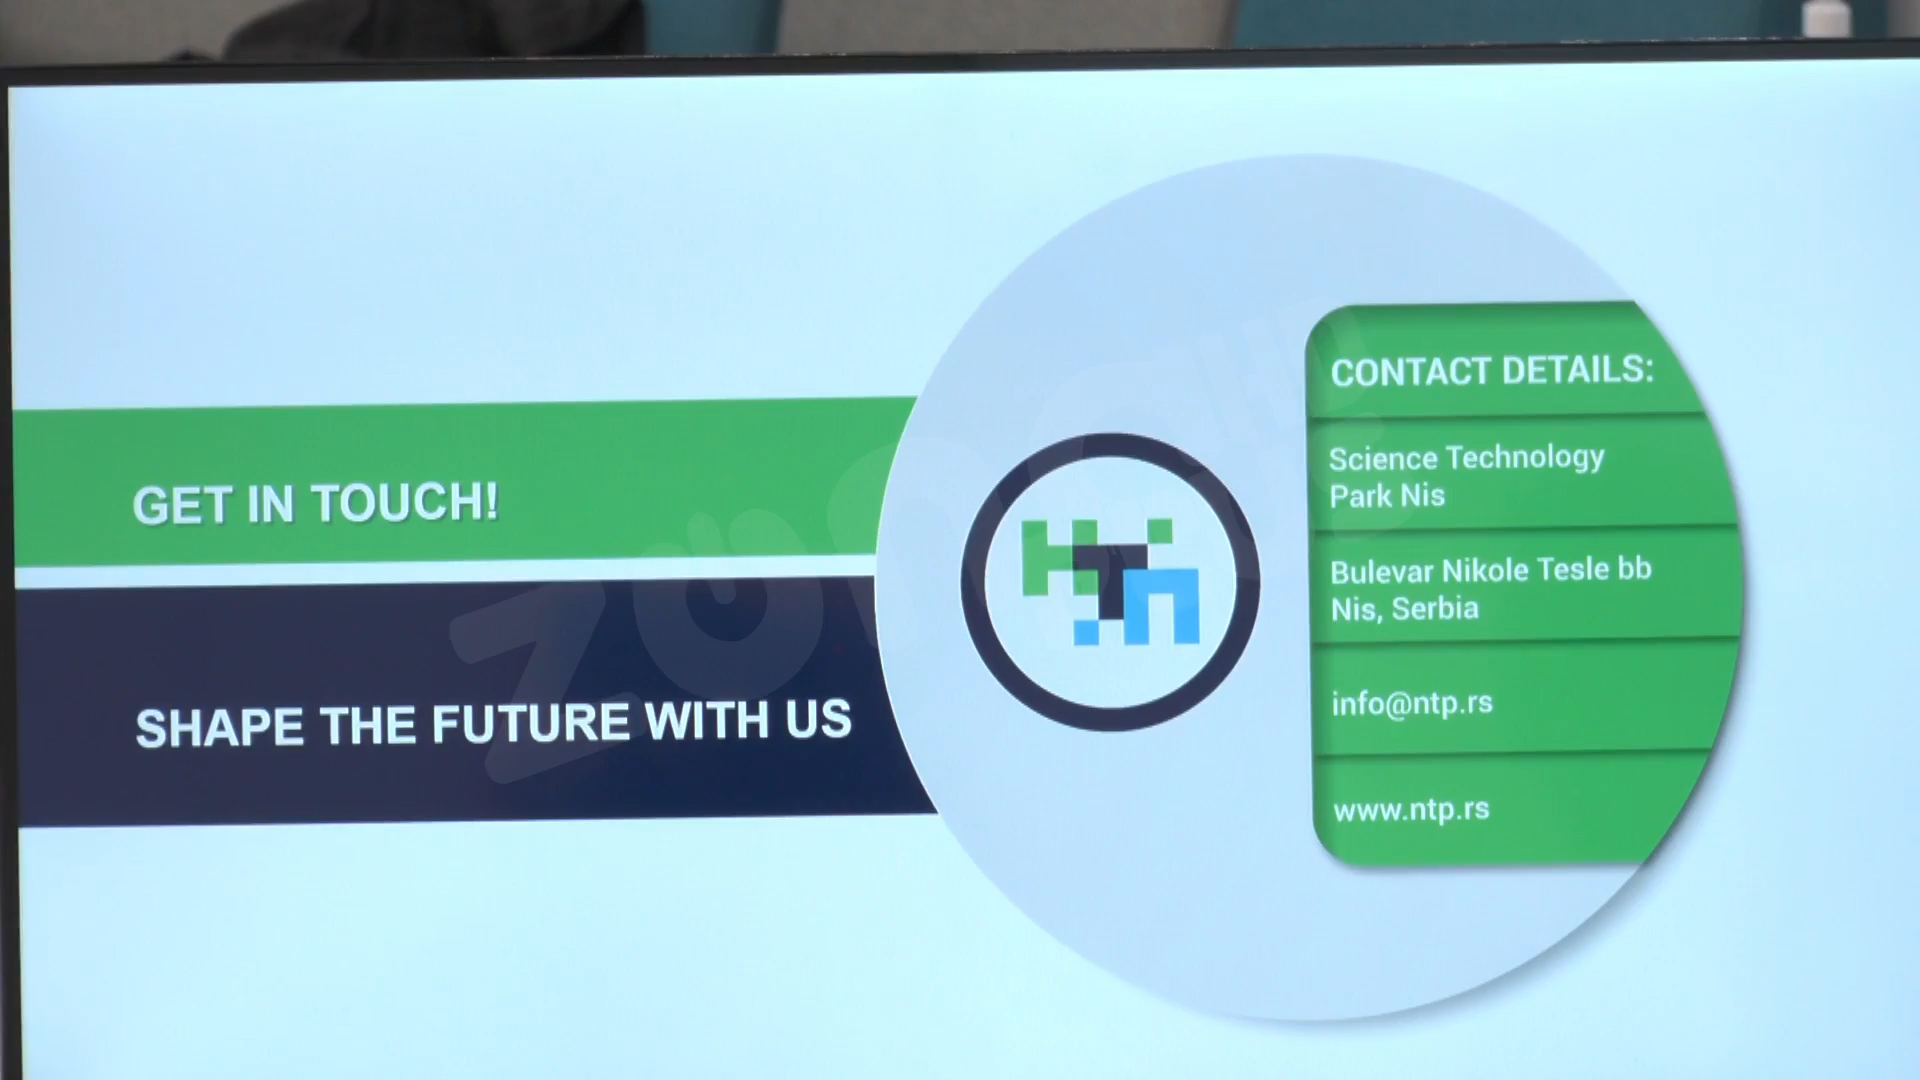 GET IN TOUCH!
SHAPE THE FUTURE WITH US
CONTACT DETAILS:
Science Technology
Park Nis
Bulevar Nikole Tesle bb
Nis, Serbia
info@ntp.rs
www.ntp.rs